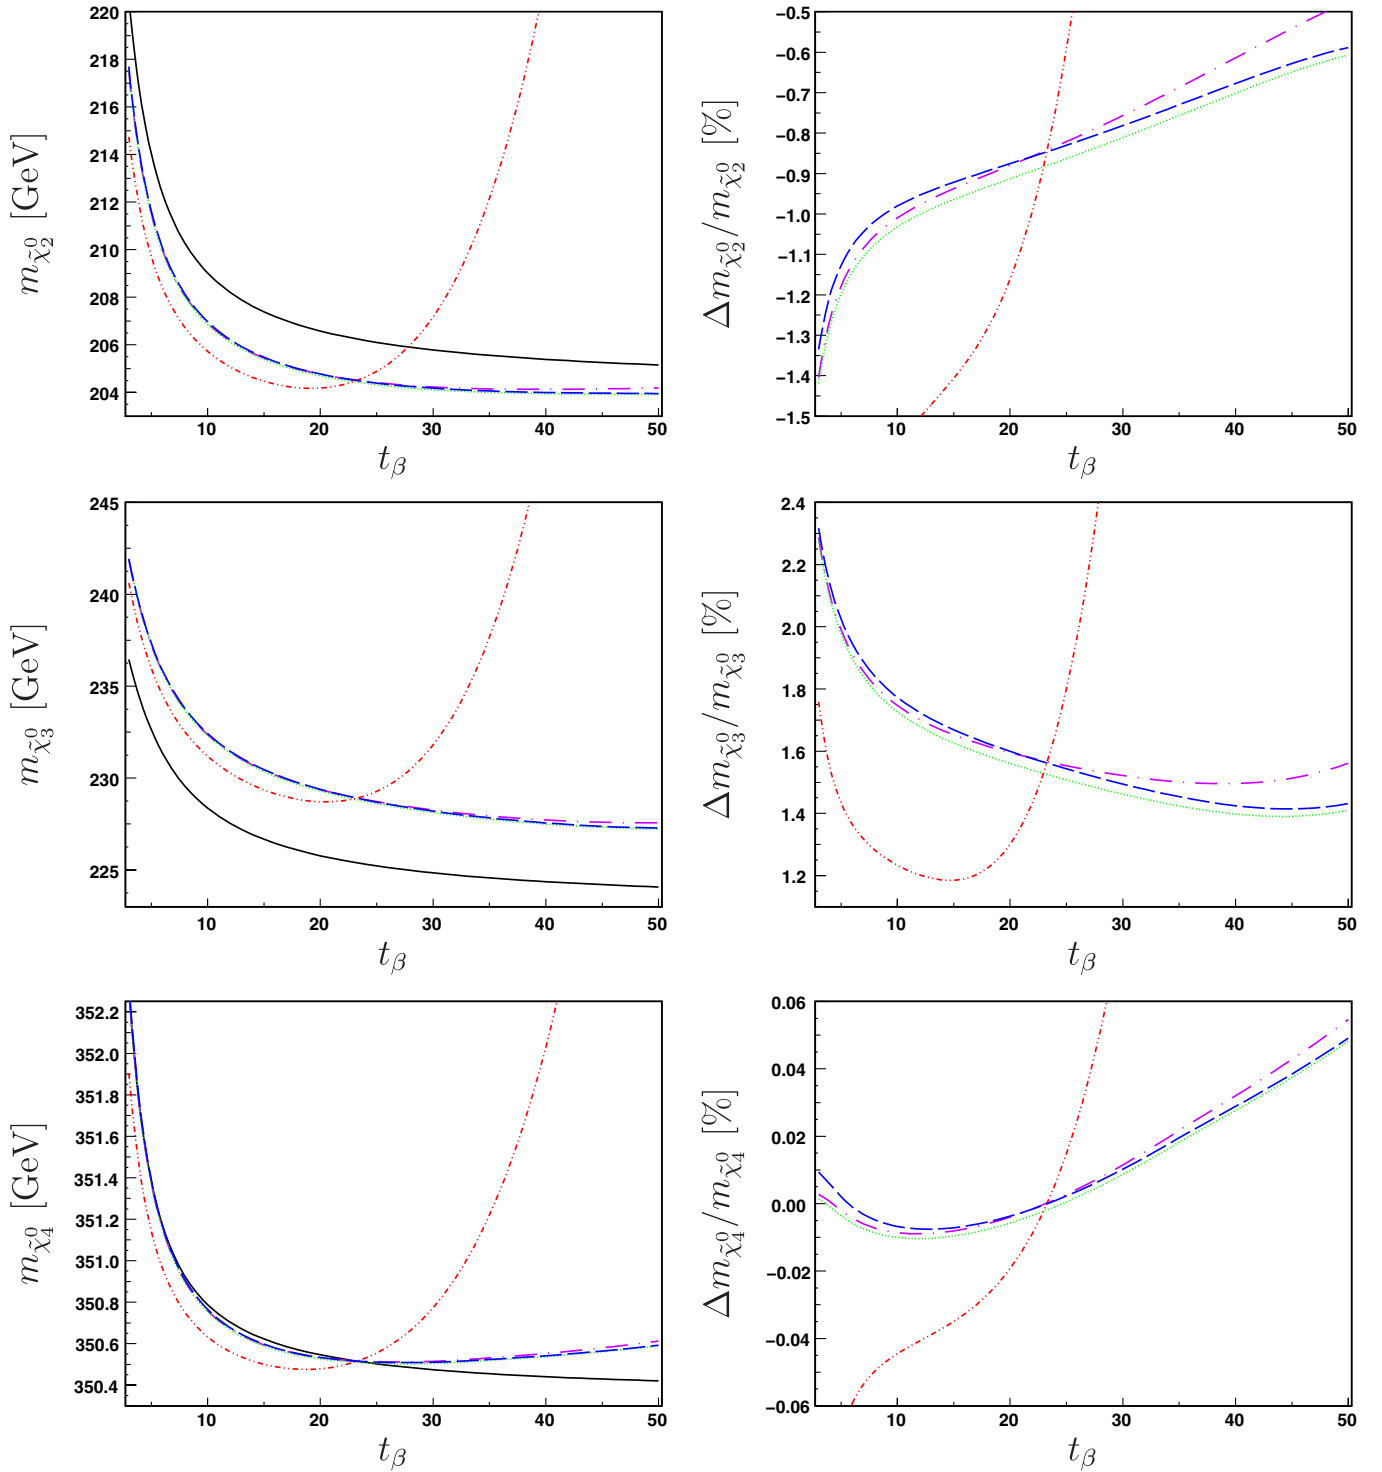 220
218
216
214
212
210
208
206
204
m_{\tilde{\chi}_2^0} [GeV]
10 20 30 40 50
t_β
−0.5
−0.6
−0.7
−0.8
−0.9
−1.0
−1.1
−1.2
−1.3
−1.4
−1.5
Δm_{\tilde{\chi}_2^0}/m_{\tilde{\chi}_2^0} [%]
10 20 30 40 50
t_β
245
240
235
230
225
m_{\tilde{\chi}_3^0} [GeV]
10 20 30 40 50
t_β
2.4
2.2
2.0
1.8
1.6
1.4
1.2
Δm_{\tilde{\chi}_3^0}/m_{\tilde{\chi}_3^0} [%]
10 20 30 40 50
t_β
352.2
352.0
351.8
351.6
351.4
351.2
351.0
350.8
350.6
350.4
m_{\tilde{\chi}_4^0} [GeV]
10 20 30 40 50
t_β
0.06
0.04
0.02
0.00
−0.02
−0.04
−0.06
Δm_{\tilde{\chi}_4^0}/m_{\tilde{\chi}_4^0} [%]
10 20 30 40 50
t_β